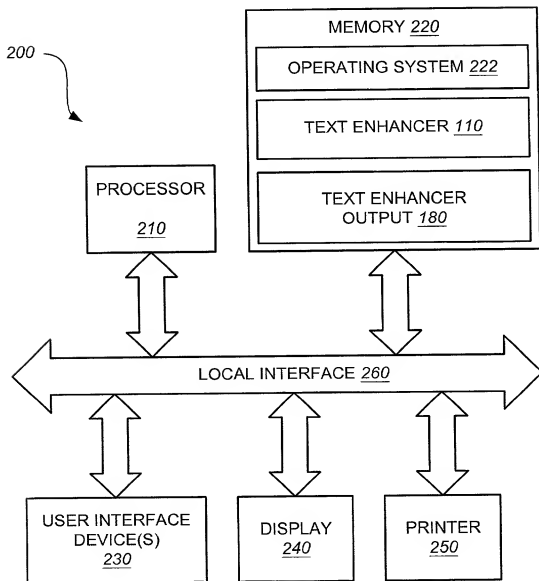 200
MEMORY 220
OPERATING SYSTEM 222
TEXT ENHANCER 110
TEXT ENHANCER
OUTPUT 180
PROCESSOR
210
LOCAL INTERFACE 260
USER INTERFACE
DEVICE(S)
230
DISPLAY
240
PRINTER
250